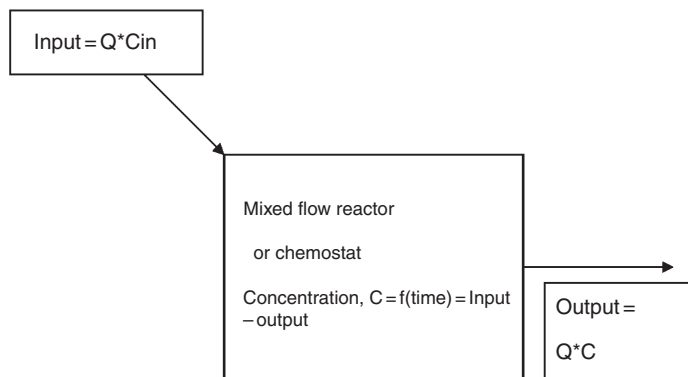 Input = Q*Cin
Mixed flow reactor
or chemostat
Concentration, C = f(time) = Input
– output
Output =
Q*C